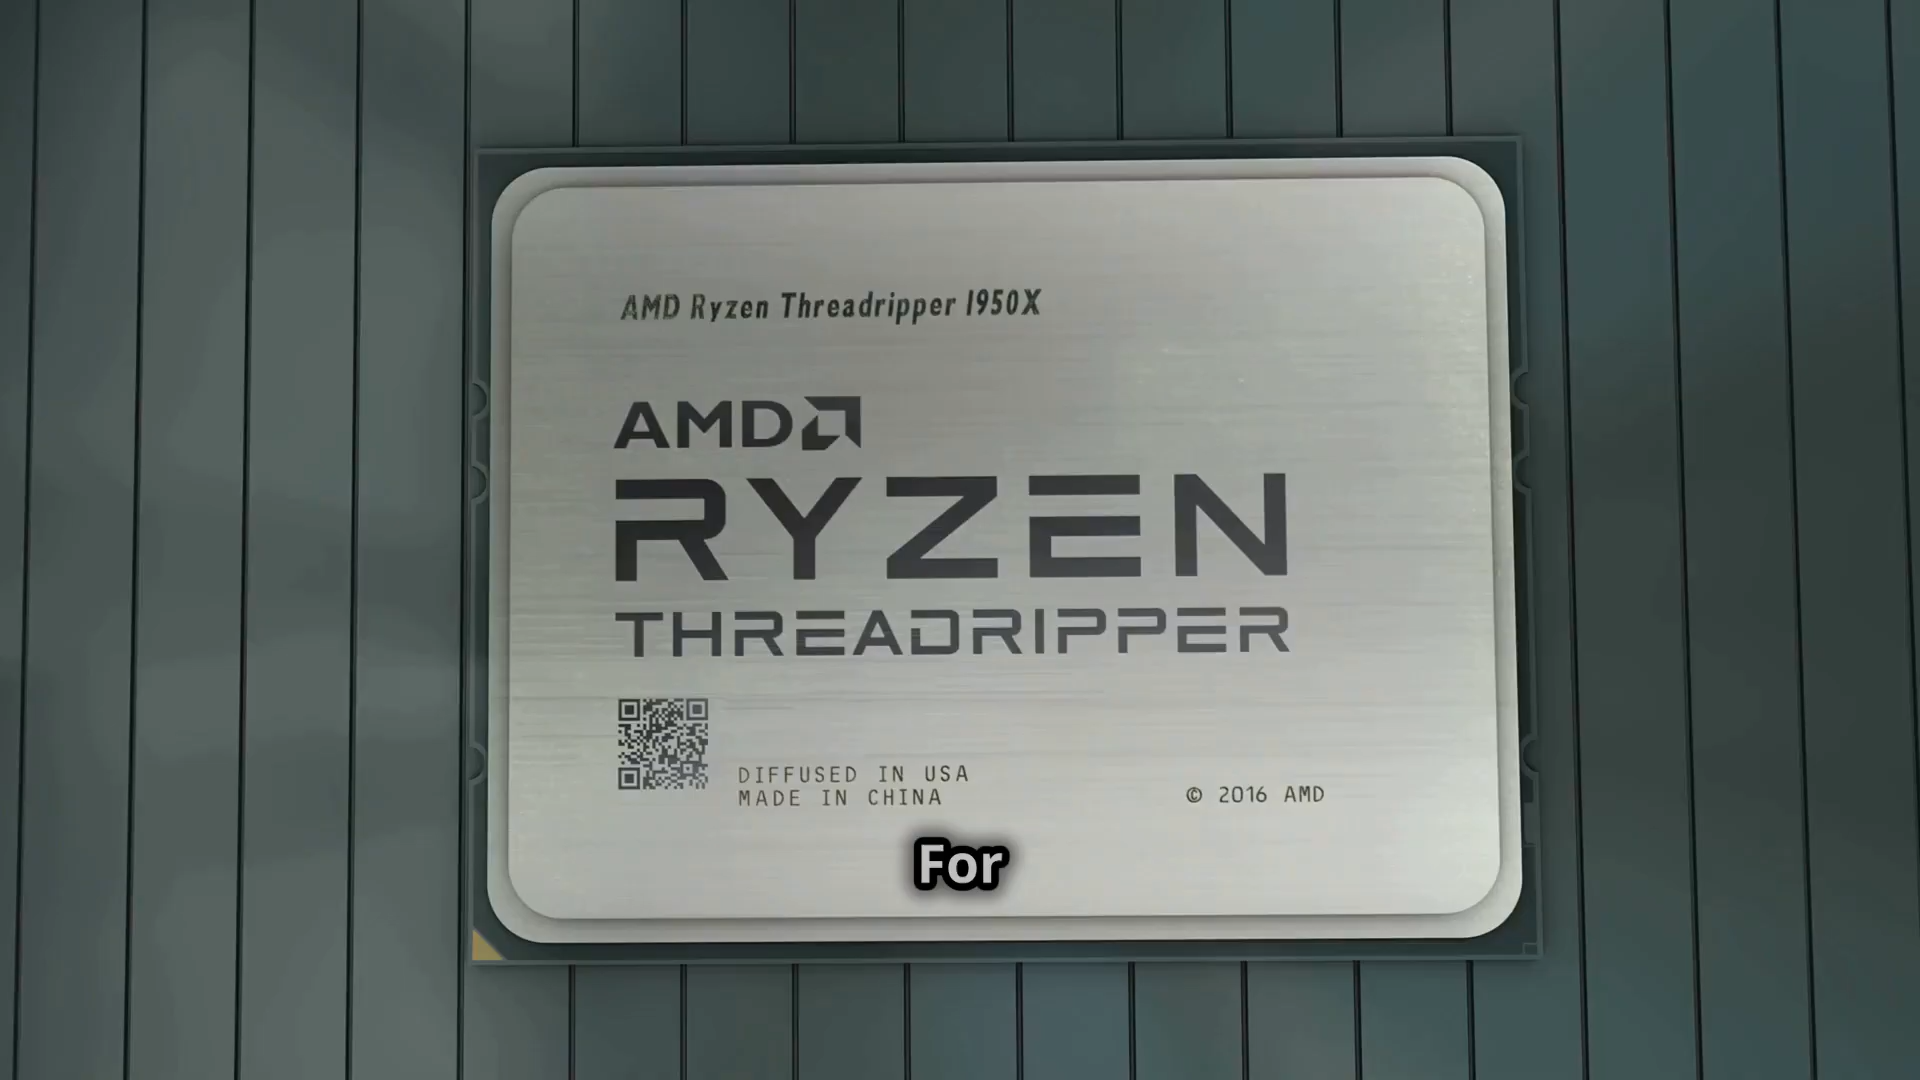 AMD Ryzen Threadripper 1950X
AMD
RYZEN
THREADRIPPER
DIFFUSED IN USA
MADE IN CHINA
© 2016 AMD
For